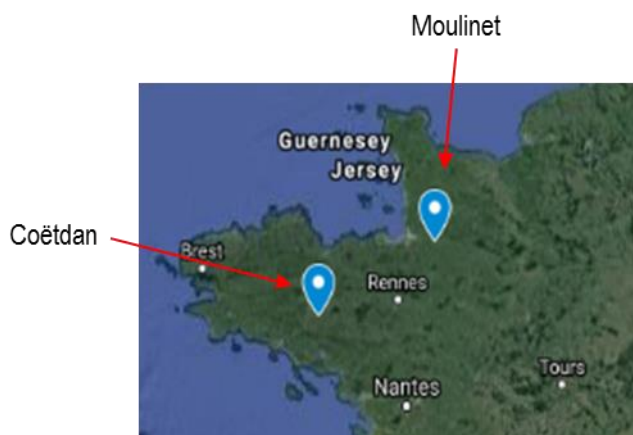 Moulinet
Guernesey
Jersey
Coëtdan
Brest
Rennes
Tours
Nantes